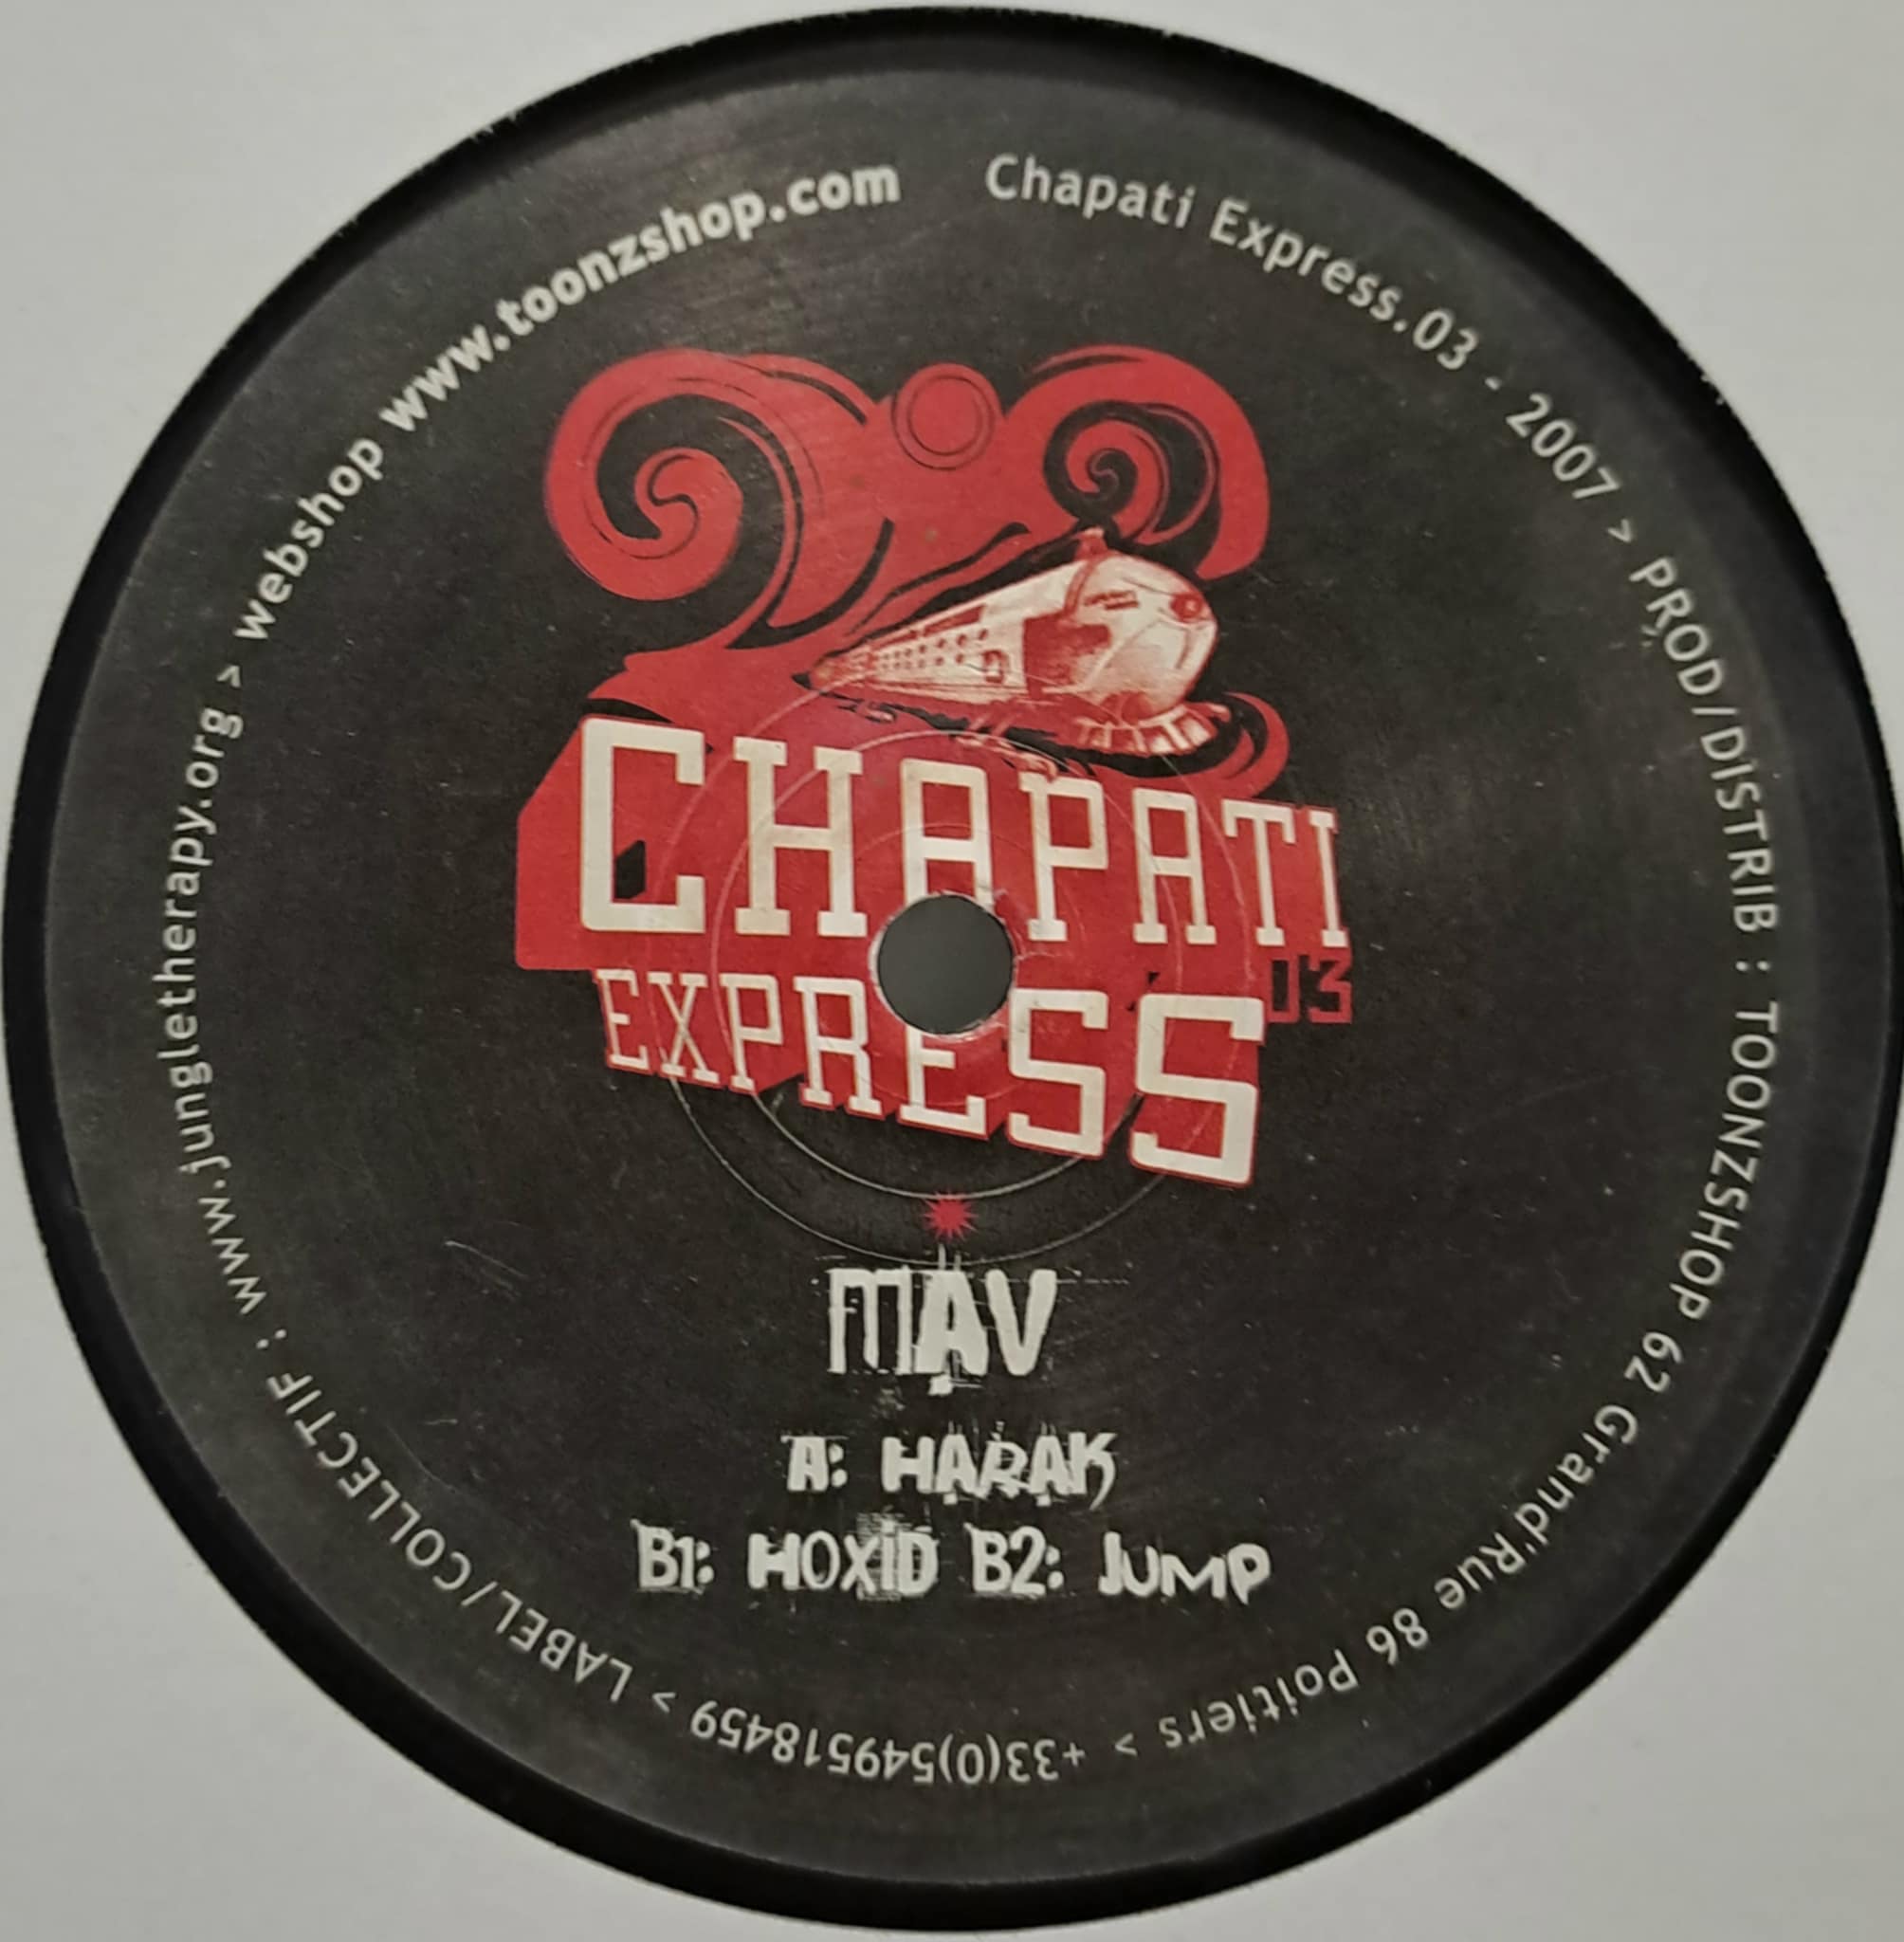 Chapati Express.03 - 2007 > PROD/DISTRIB : TOONZSHOP 62 Grand'Rue 86 Poitiers > +33(0)549518459 > LABEL/COLLECTIF : www.jungletherapy.org > webshop www.toonzshop.com
CHAPATI
03
EXPRESS
MAV
A: HARAK
B1: HOXID B2: JUMP